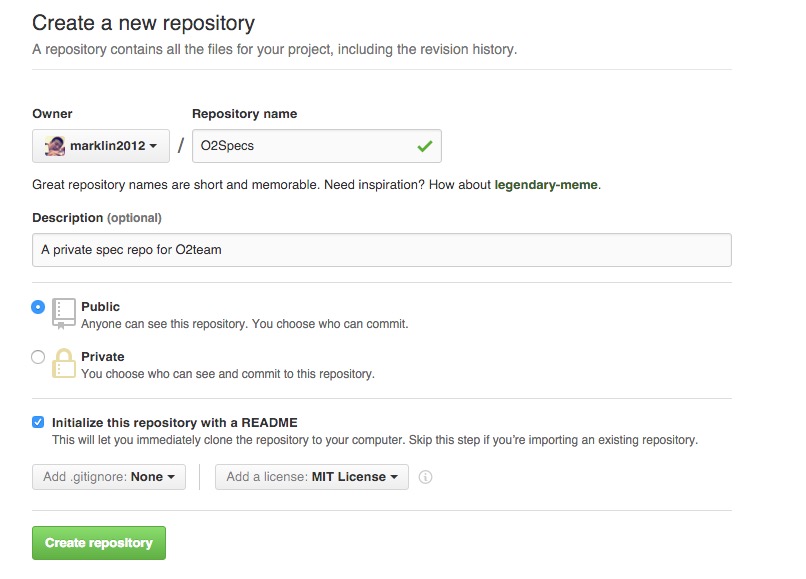 Create a new repository
A repository contains all the files for your project, including the revision history.
Owner Repository name
marklin2012 / O2Specs
Great repository names are short and memorable. Need inspiration? How about legendary-meme.
Description (optional)
A private spec repo for O2team
Public
Anyone can see this repository. You choose who can commit.
Private
You choose who can see and commit to this repository.
Initialize this repository with a README
This will let you immediately clone the repository to your computer. Skip this step if you're importing an existing repository.
Add .gitignore: None Add a license: MIT License
Create repository